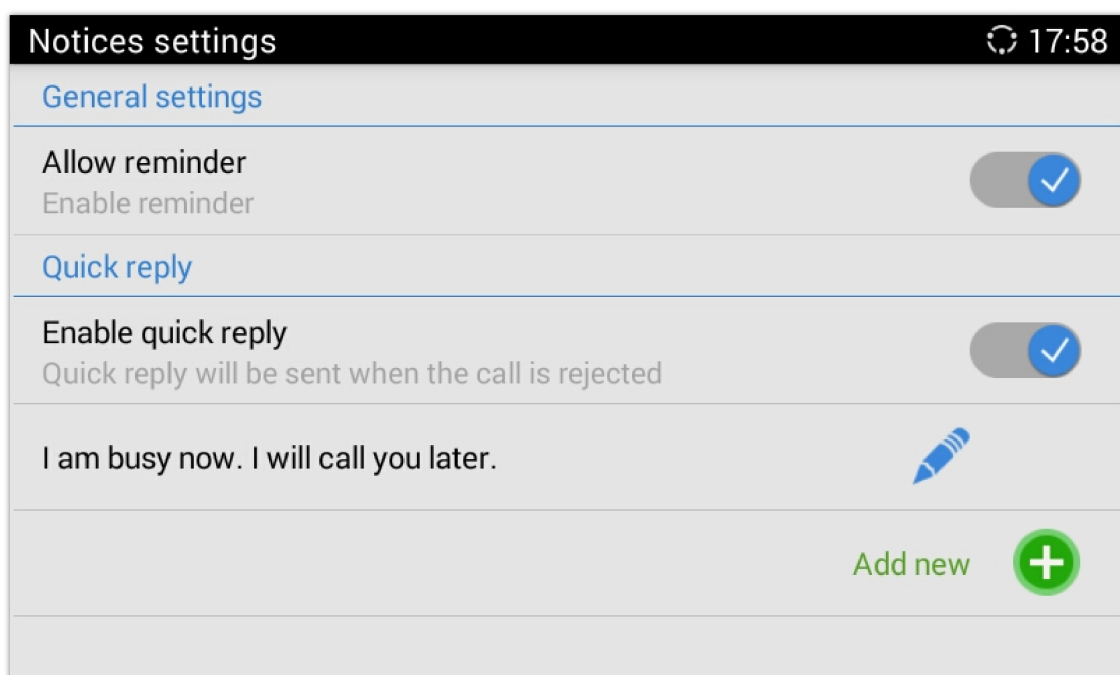 Notices settings 17:58
General settings
Allow reminder
Enable reminder
Quick reply
Enable quick reply
Quick reply will be sent when the call is rejected
I am busy now. I will call you later.
Add new